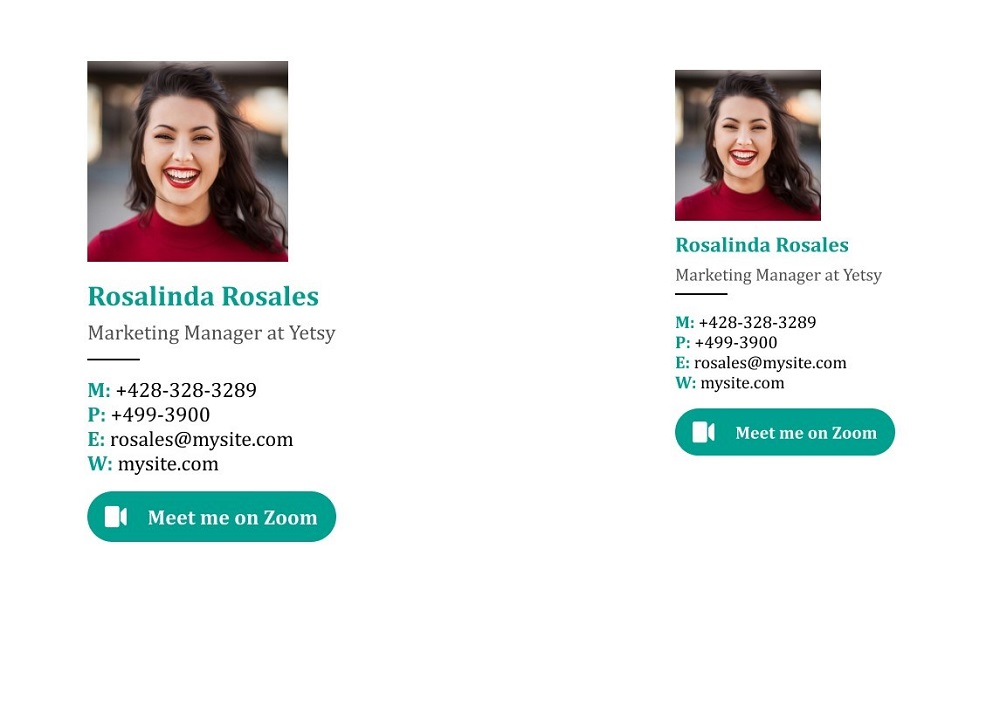 Rosalinda Rosales
Marketing Manager at Yetsy
M: +428-328-3289
P: +499-3900
E: rosales@mysite.com
W: mysite.com
Meet me on Zoom
Rosalinda Rosales
Marketing Manager at Yetsy
M: +428-328-3289
P: +499-3900
E: rosales@mysite.com
W: mysite.com
Meet me on Zoom